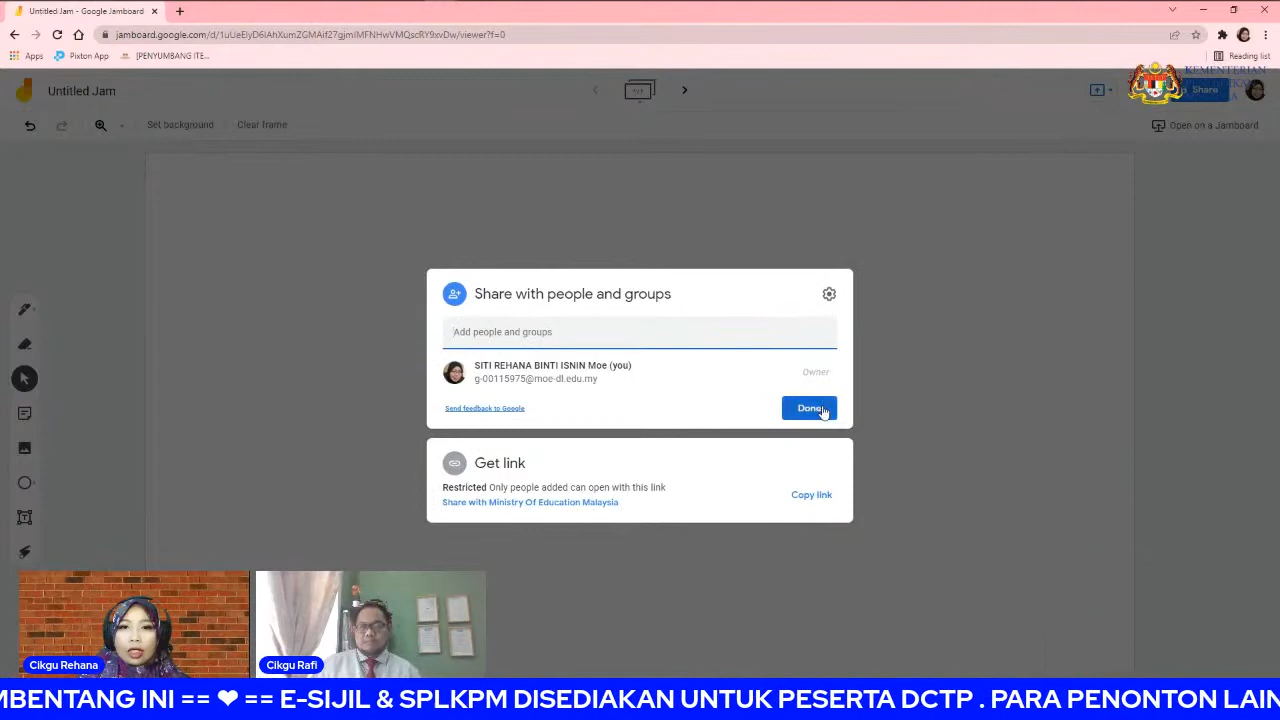 Untitled Jam - Google Jamboard
jamboard.google.com/d/1uUeEIyD6IAhXumZGMAif27gjmIMFNHwVMQscRY9xvDw/viewer?f=0
Apps
Pixton App
[PENYUMBANG ITE...
Reading list
KEMENTERIAN
Untitled Jam
Share
Set background
Clear frame
Open on a Jamboard
Share with people and groups
Add people and groups
SITI REHANA BINTI ISNIN Moe (you)
g-00115975@moe-dl.edu.my
Owner
Send feedback to Google
Done
Get link
Restricted Only people added can open with this link
Share with Ministry Of Education Malaysia
Copy link
Cikgu Rehana
Cikgu Rafi
MBENTANG INI == ❤ == E-SIJIL & SPLKPM DISEDIAKAN UNTUK PESERTA DCTP . PARA PENONTON LAIN